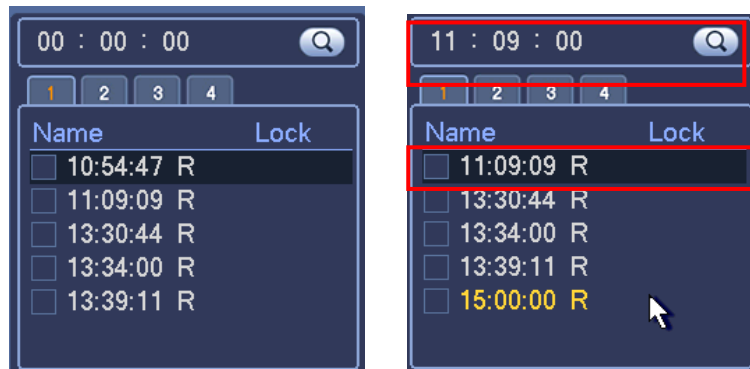 00 : 00 : 00
1 2 3 4
Name Lock
10:54:47 R
11:09:09 R
13:30:44 R
13:34:00 R
13:39:11 R
11 : 09 : 00
1 2 3 4
Name Lock
11:09:09 R
13:30:44 R
13:34:00 R
13:39:11 R
15:00:00 R